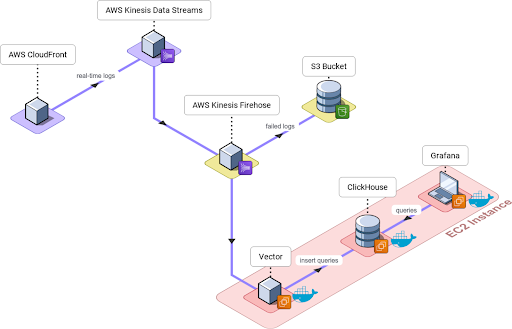 AWS Kinesis Data Streams
AWS CloudFront
real-time logs
S3 Bucket
AWS Kinesis Firehose
failed logs
Grafana
ClickHouse
queries
EC2 Instance
Vector
insert queries